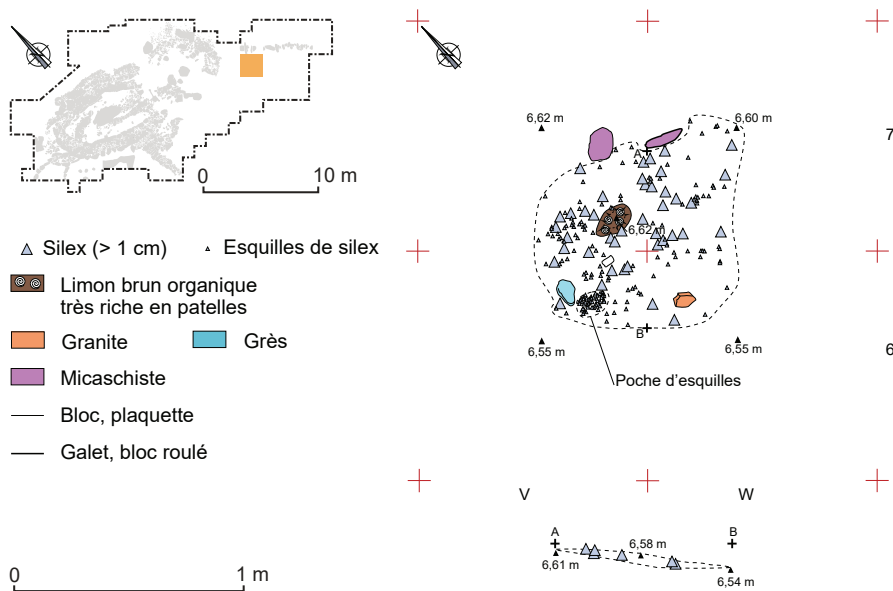 0 10 m
Silex (> 1 cm) Esquilles de silex
Limon brun organique
très riche en patelles
Granite Grès
Micaschiste
Bloc, plaquette
Galet, bloc roulé
0 1 m
6,62 m 6,60 m
7
A
6,62 m
B
6,55 m 6,55 m
6
Poche d'esquilles
V W
A B
6,58 m
6,61 m 6,54 m